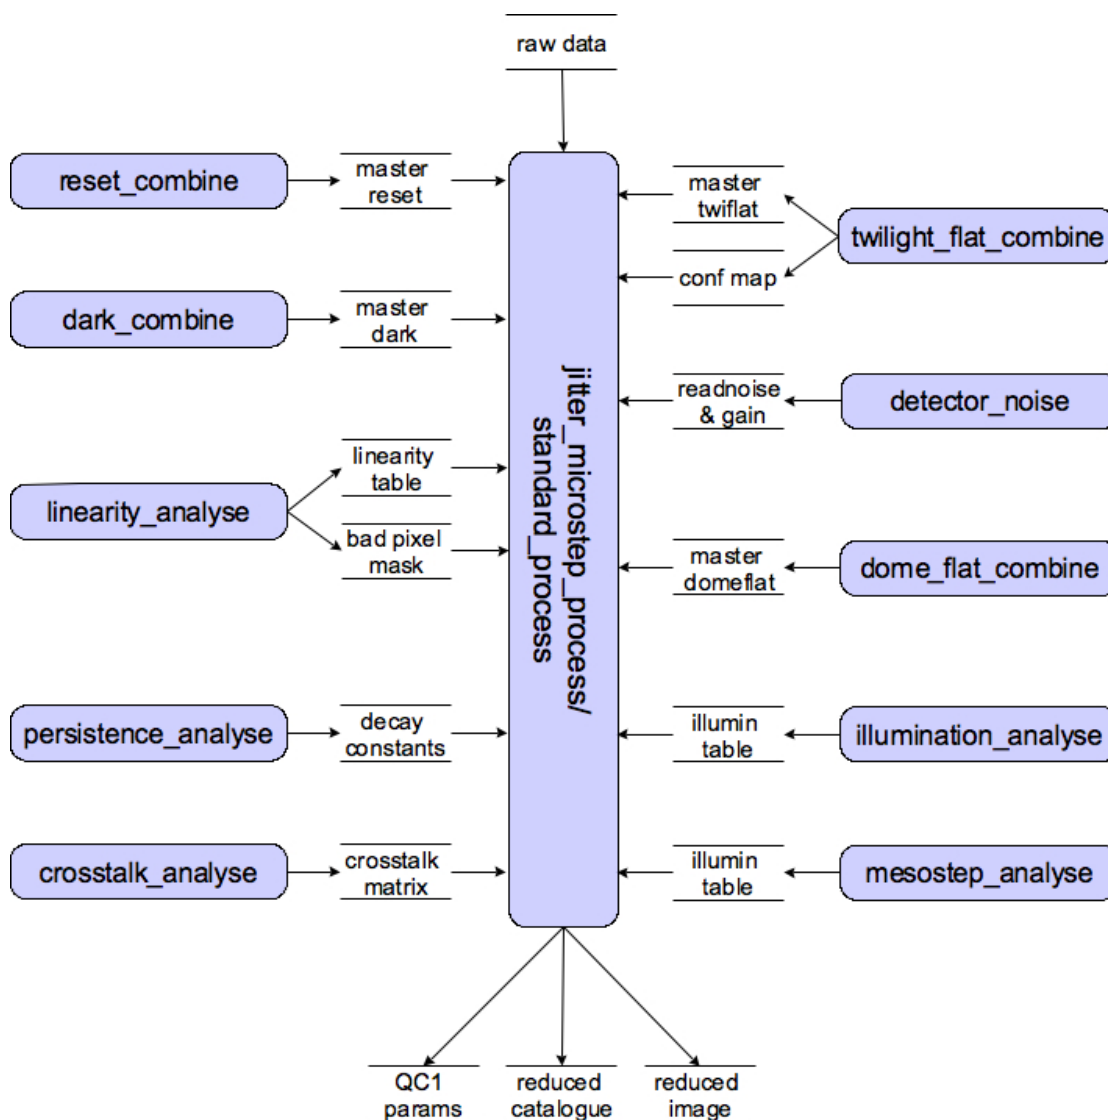 raw data
reset_combine
master
reset
dark_combine
master
dark
linearity_analyse
linearity
table
bad pixel
mask
persistence_analyse
decay
constants
crosstalk_analyse
crosstalk
matrix
jitter_microstep_process/
standard_process
master
twiflat
conf map
twilight_flat_combine
readnoise
& gain
detector_noise
master
domeflat
dome_flat_combine
illumin
table
illumination_analyse
illumin
table
mesostep_analyse
QC1
params
reduced
catalogue
reduced
image